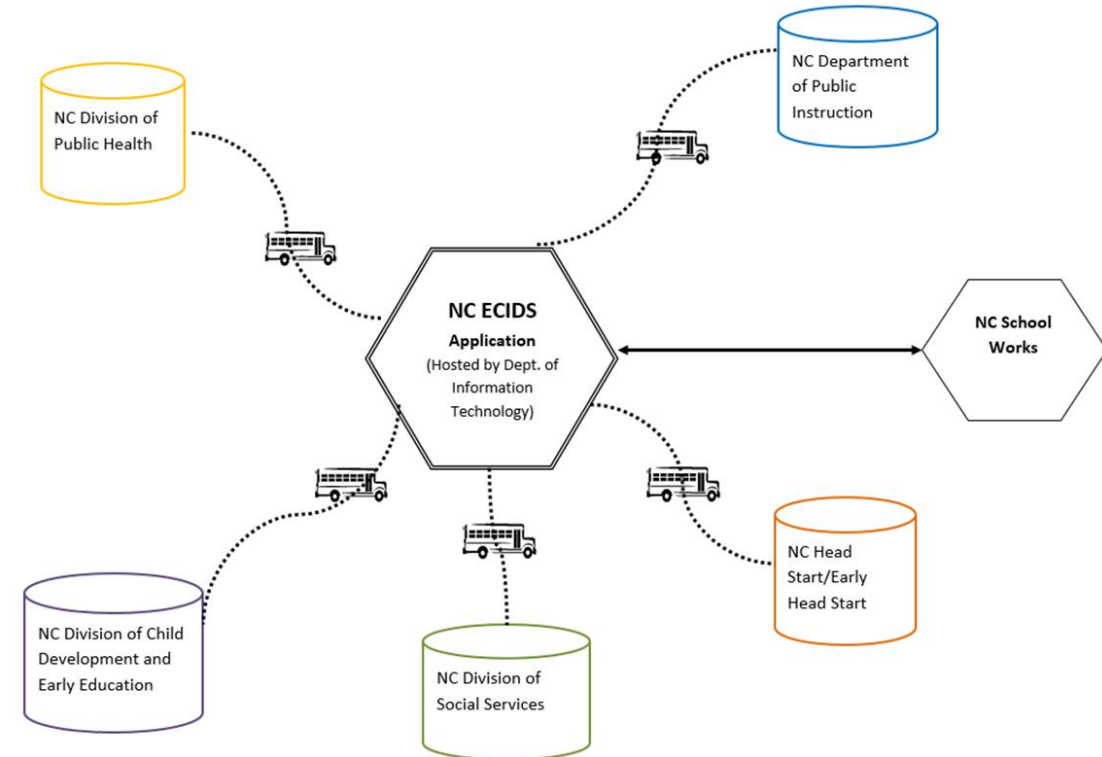 NC Department
of Public
Instruction
NC Division of
Public Health
NC ECIDS
Application
(Hosted by Dept. of
Information
Technology)
NC School
Works
NC Head
Start/Early
Head Start
NC Division of Child
Development and
Early Education
NC Division of
Social Services